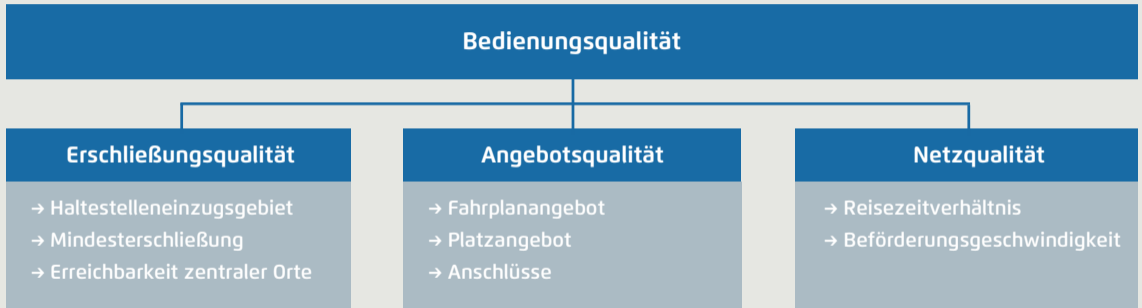 Bedienungsqualität
Erschließungsqualität
→ Haltestelleneinzugsgebiet
→ Mindesterschließung
→ Erreichbarkeit zentraler Orte
Angebotsqualität
→ Fahrplanangebot
→ Platzangebot
→ Anschlüsse
Netzqualität
→ Reisezeitverhältnis
→ Beförderungsgeschwindigkeit